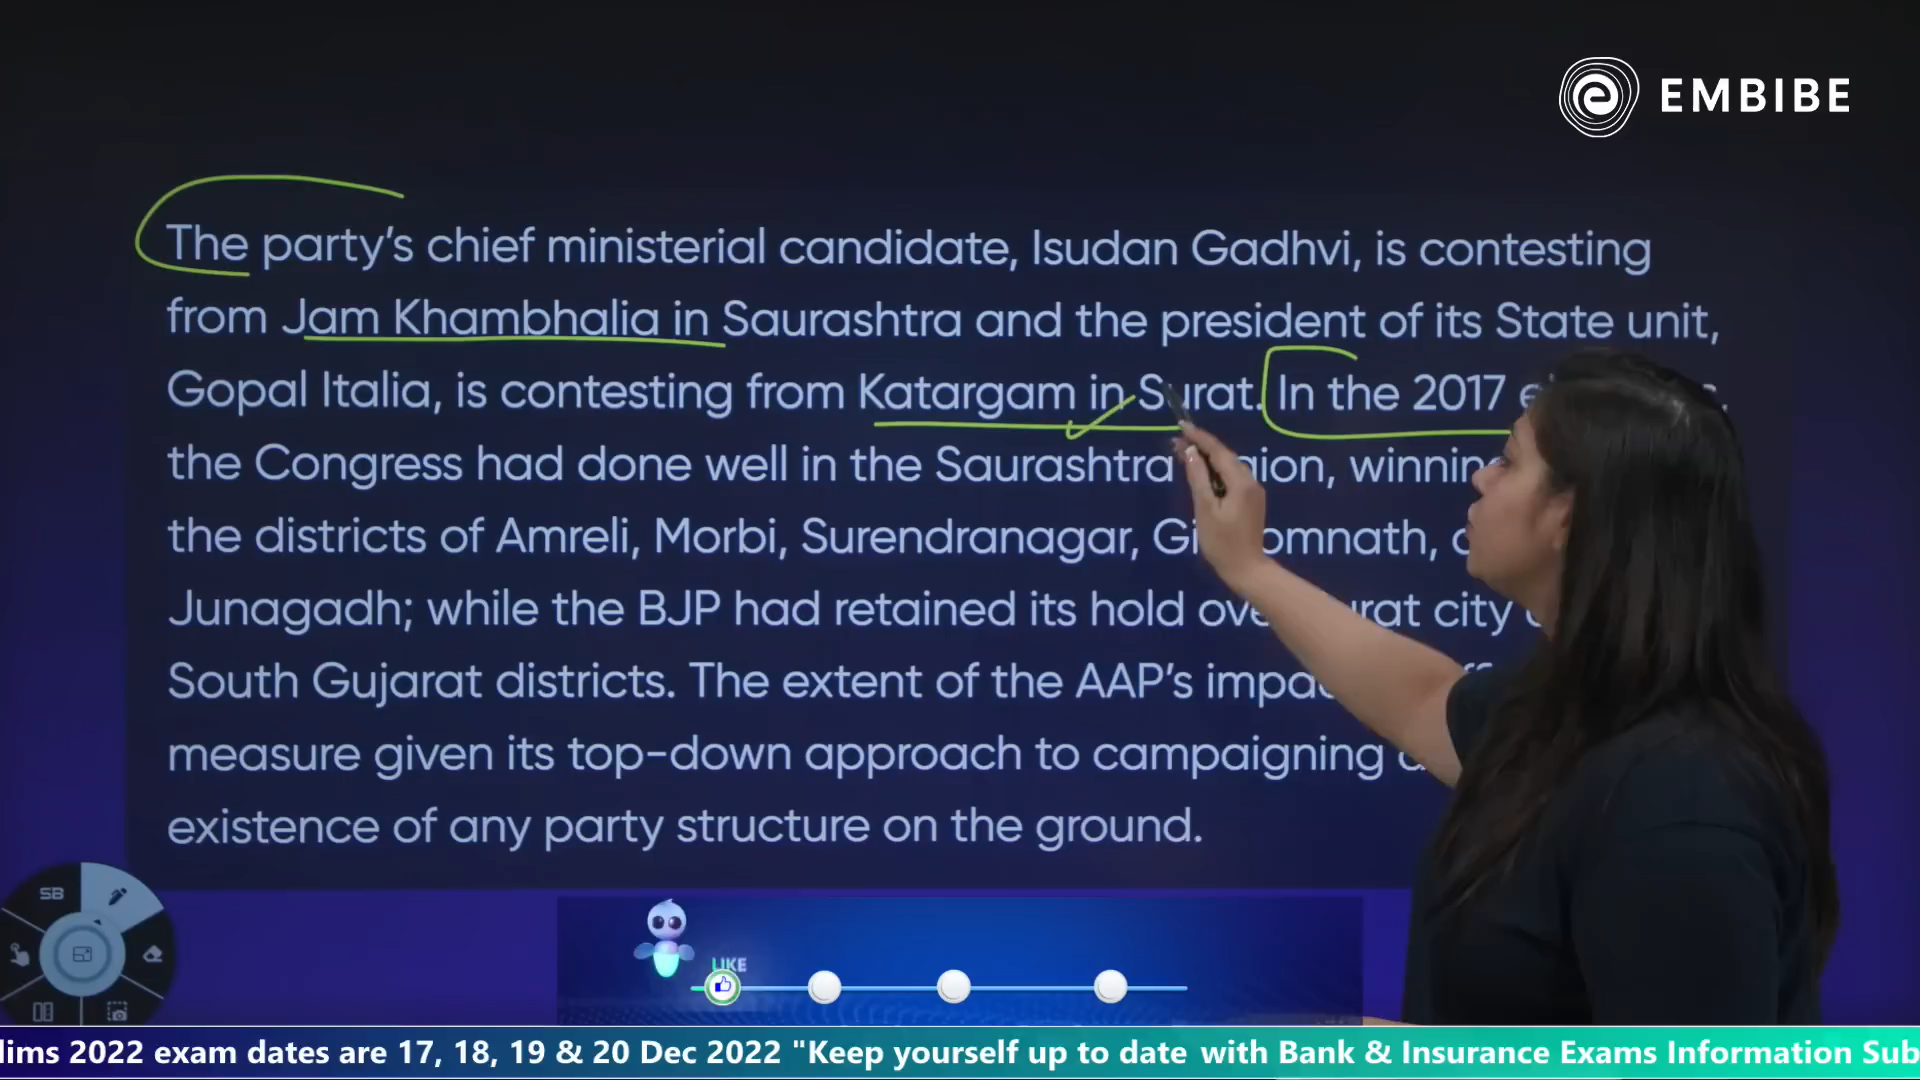 EMBIBE
The party's chief ministerial candidate, Isudan Gadhvi, is contesting
from Jam Khambhalia in Saurashtra and the president of its State unit,
Gopal Italia, is contesting from Katargam in Surat. In the 2017
the Congress had done well in the Saurashtra
the districts of Amreli, Morbi, Surendranagar,
Junagadh; while the BJP had retained its hold city
South Gujarat districts. The extent of the AAP's
measure given its top-down approach to campaigning
existence of any party structure on the ground.
SB
LIKE
lims 2022 exam dates are 17, 18, 19 & 20 Dec 2022 "Keep yourself up to date with Bank & Insurance Exams Information Sub